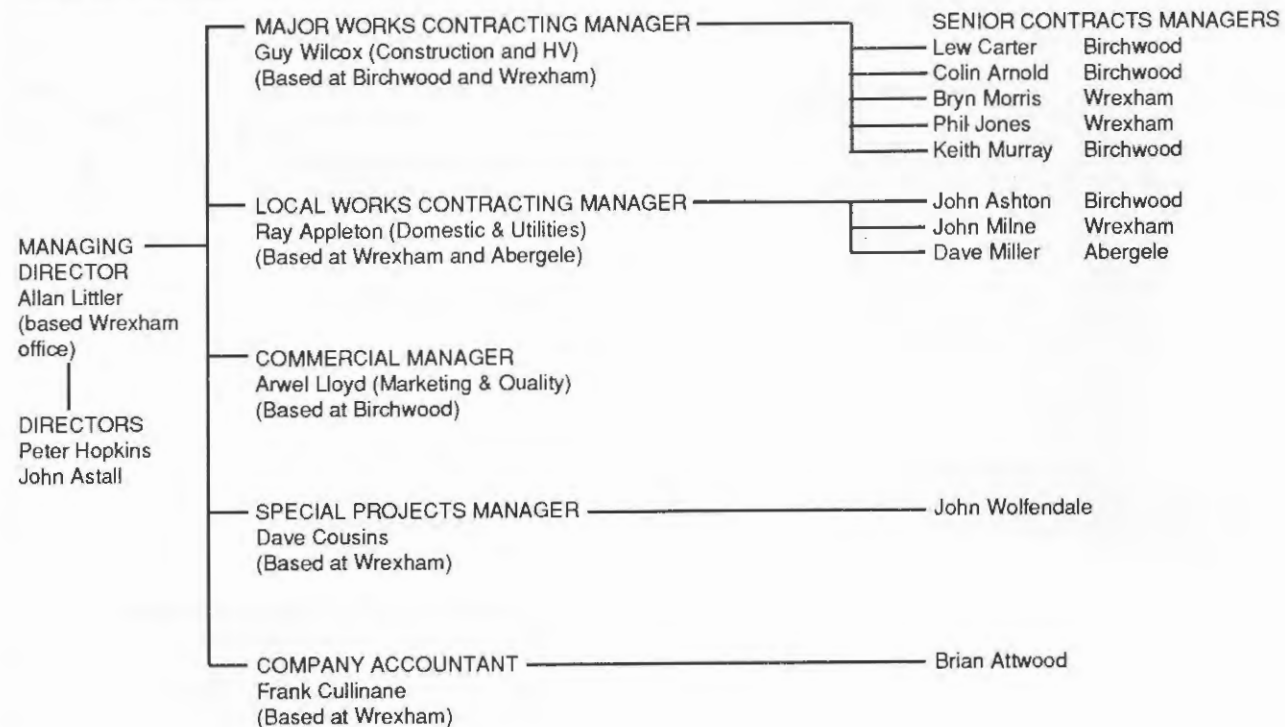 MAJOR WORKS CONTRACTING MANAGER
Guy Wilcox (Construction and HV)
(Based at Birchwood and Wrexham)
SENIOR CONTRACTS MANAGERS
Lew Carter Birchwood
Colin Arnold Birchwood
Bryn Morris Wrexham
Phil Jones Wrexham
Keith Murray Birchwood
LOCAL WORKS CONTRACTING MANAGER
Ray Appleton (Domestic & Utilities)
(Based at Wrexham and Abergele)
John Ashton Birchwood
John Milne Wrexham
Dave Miller Abergele
MANAGING
DIRECTOR
Allan Littler
(based Wrexham
office)
DIRECTORS
Peter Hopkins
John Astall
COMMERCIAL MANAGER
Arwel Lloyd (Marketing & Quality)
(Based at Birchwood)
SPECIAL PROJECTS MANAGER
Dave Cousins
(Based at Wrexham)
John Wolfendale
COMPANY ACCOUNTANT
Frank Cullinane
(Based at Wrexham)
Brian Attwood